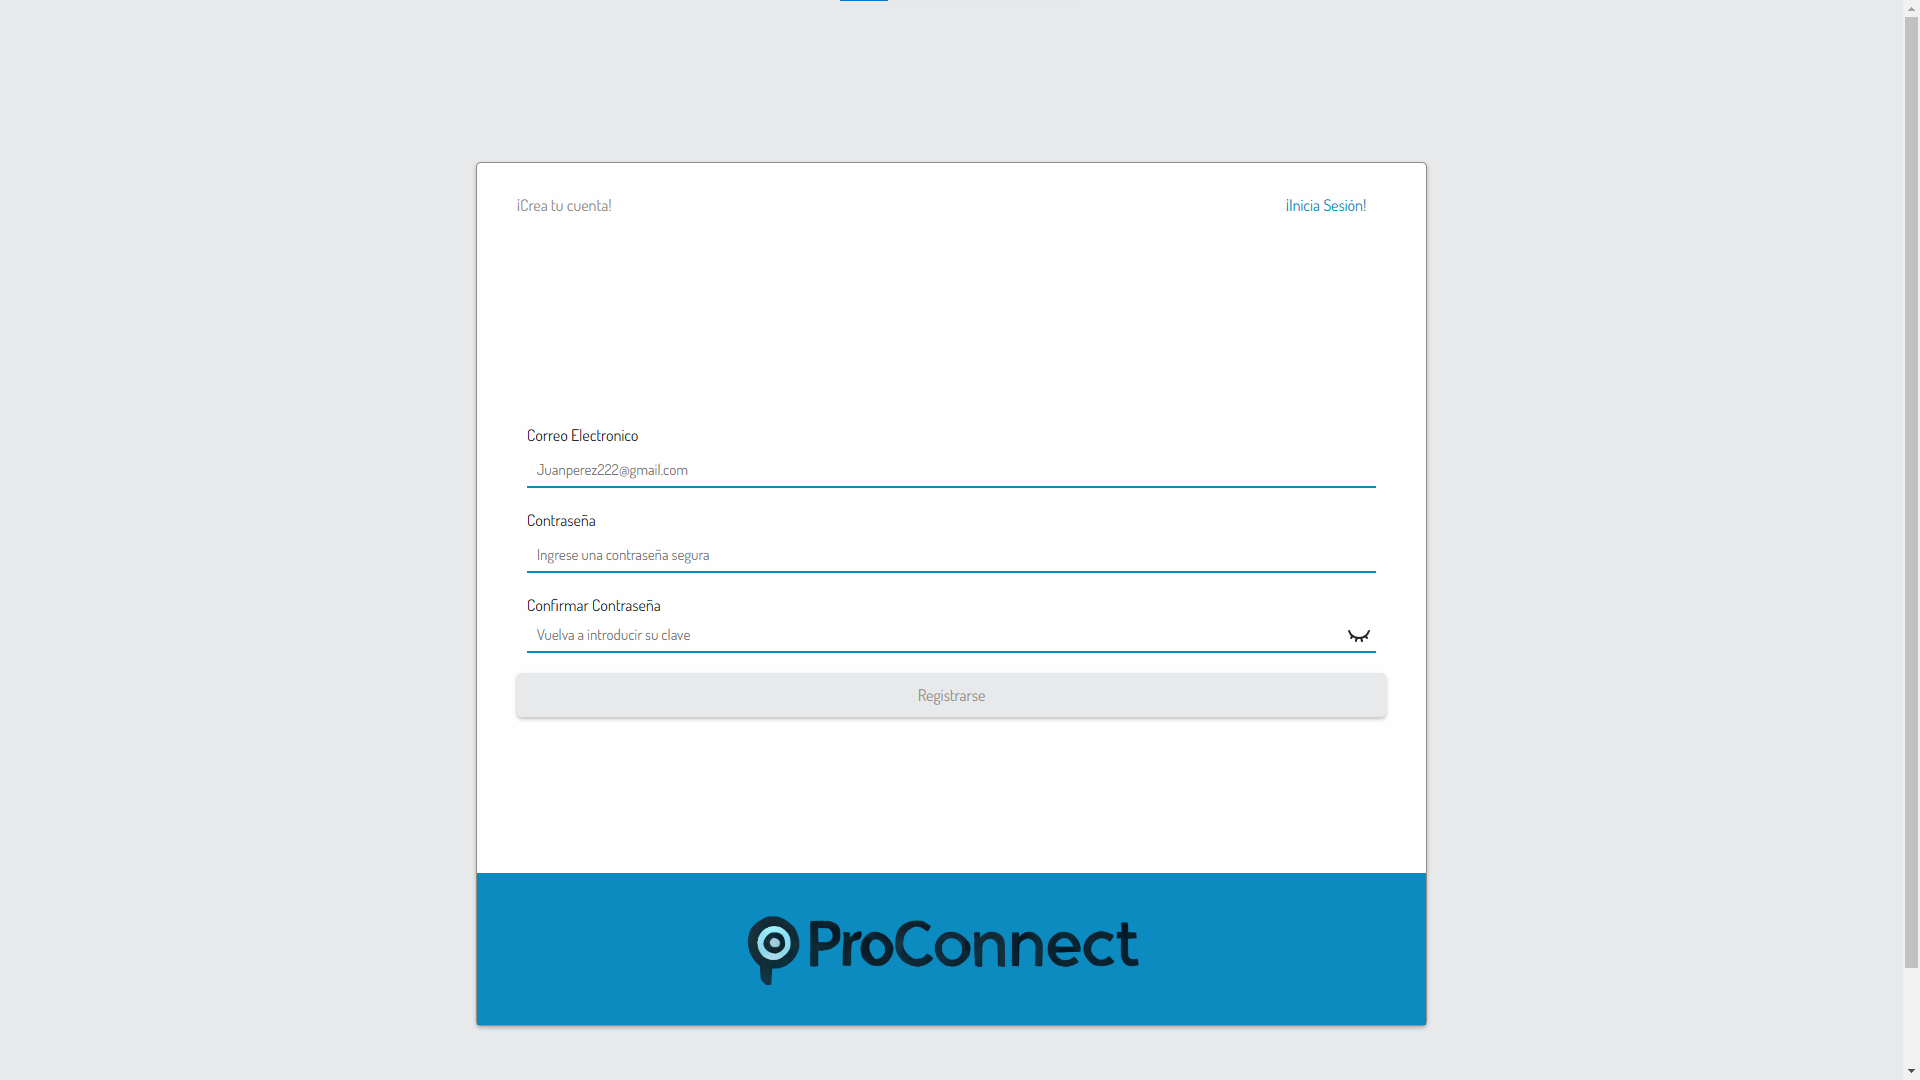 ¡Crea tu cuenta!
¡Inicia Sesión!
Correo Electronico
Juanperez222@gmail.com
Contraseña
Ingrese una contraseña segura
Confirmar Contraseña
Vuelva a introducir su clave
Registrarse
ProConnect